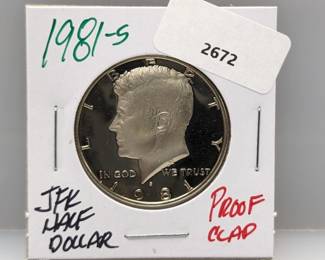 1981-S
2672
LIBERTY
IN GOD WE TRUST
S
1981
JFK
HALF
DOLLAR
PROOF
CLAD